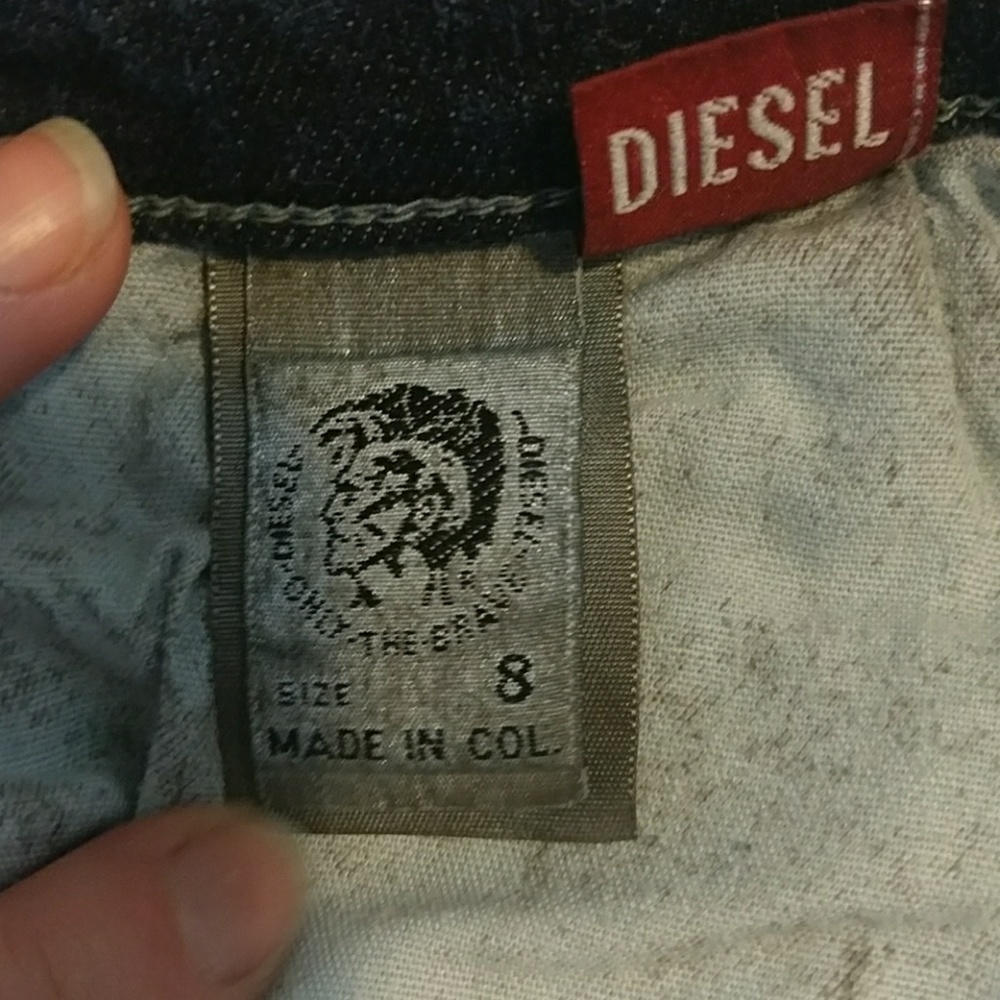 DIESEL
DIESEL·ONLY·THE·BRAVE·DIESEL
SIZE 8
MADE IN COL.